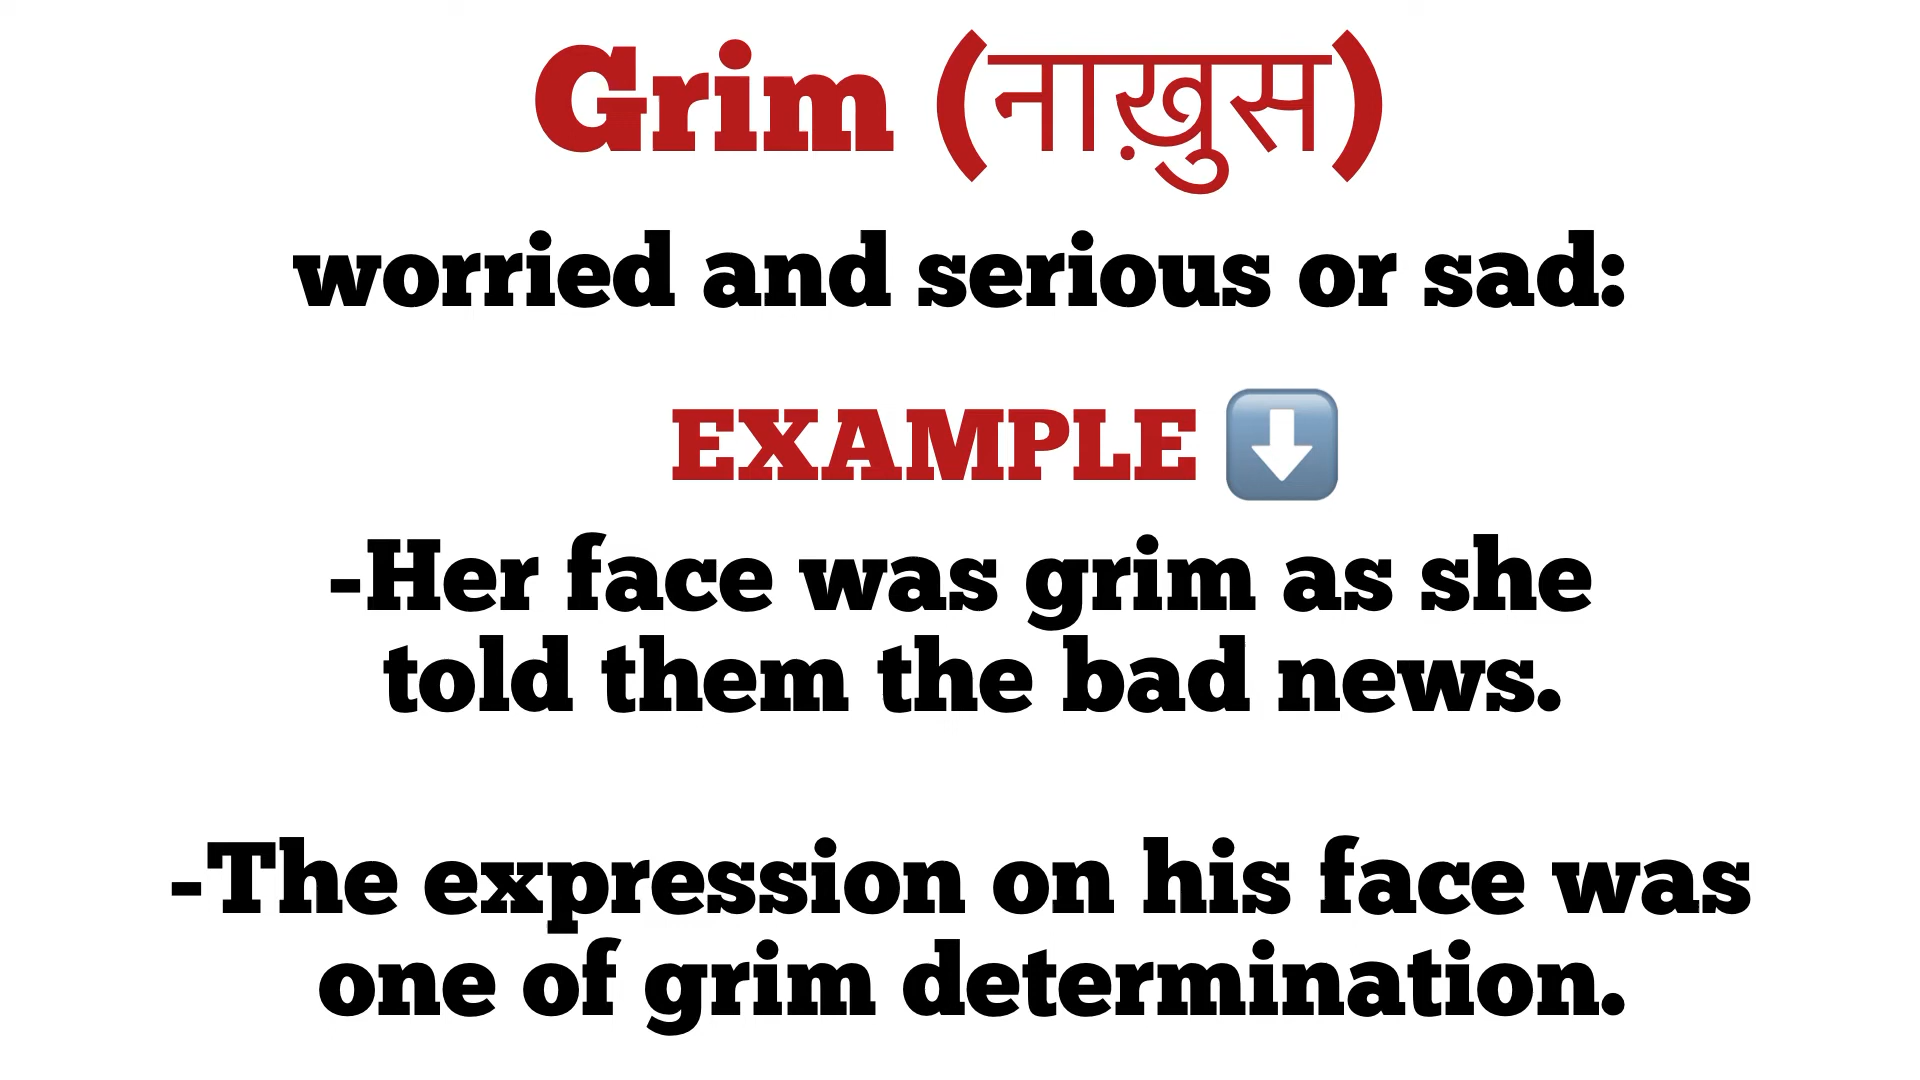 Grim (नाख़ुस)
worried and serious or sad:
EXAMPLE ⬇️
-Her face was grim as she
told them the bad news.
-The expression on his face was
one of grim determination.